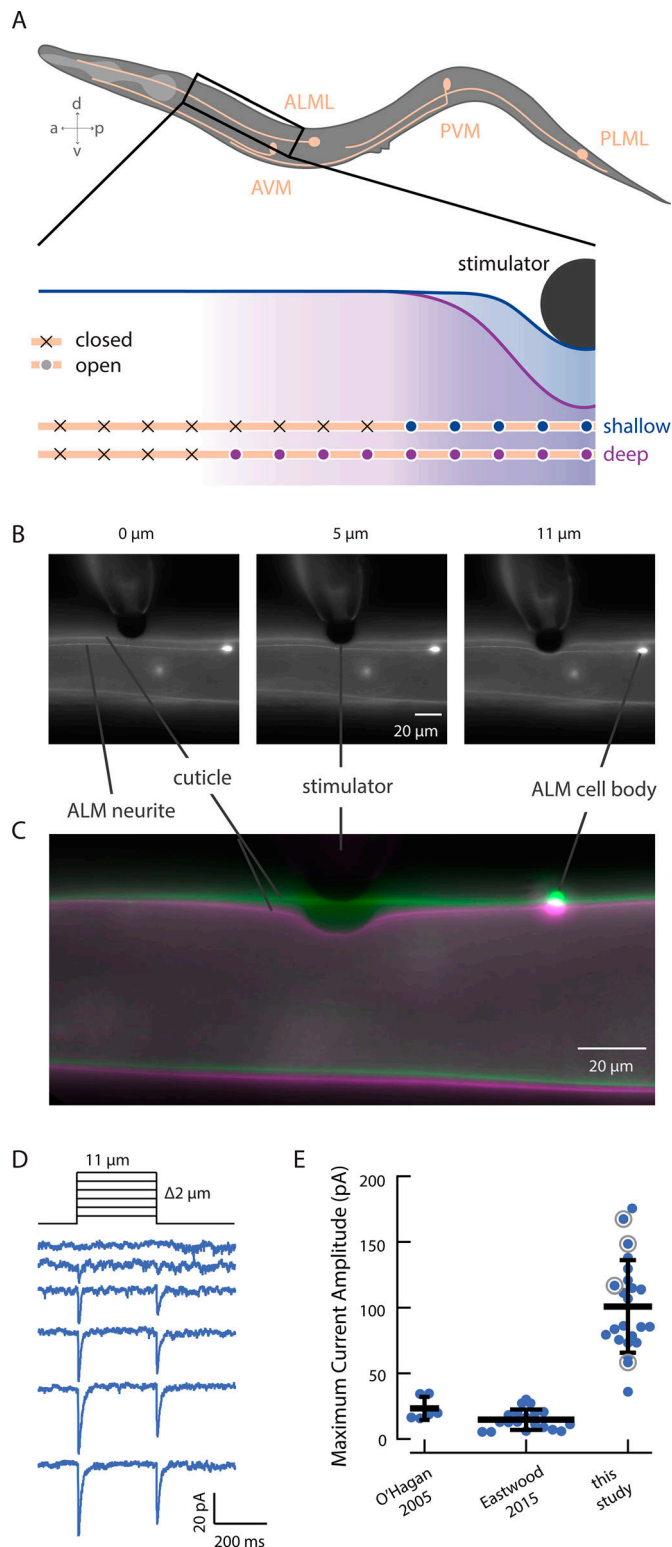 A
d
a
p
v
ALML
AVM
PVM
PLML
stimulator
closed
open
shallow
deep
B
0 µm
5 µm
11 µm
20 µm
cuticle
stimulator
ALM neurite
ALM cell body
C
20 µm
D
11 µm
Δ2 µm
20 pA
200 ms
E
Maximum Current Amplitude (pA)
200
150
100
50
0
O'Hagan
2005
Eastwood
2015
this
study